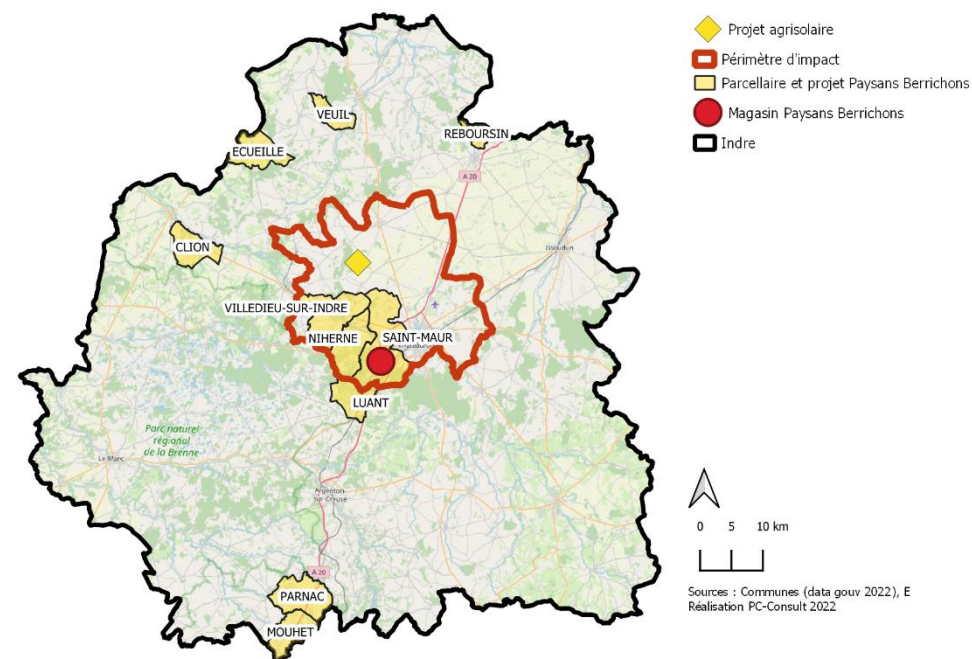 Projet agrisolaire
Périmètre d'impact
Parcellaire et projet Paysans Berrichons
Magasin Paysans Berrichons
Indre
VEUIL
REBOURSIN
ECUEILLE
A 20
CLION
Issoudun
VILLEDIEU-SUR-INDRE
NIHERNE
SAINT-MAUR
LUANT
Parc naturel
régional
de la Brenne
Le Blanc
Argenton
sur-Creuse
A 20
PARNAC
MOUHET
0 5 10 km
Sources : Communes (data gouv 2022), E
Réalisation PC-Consult 2022